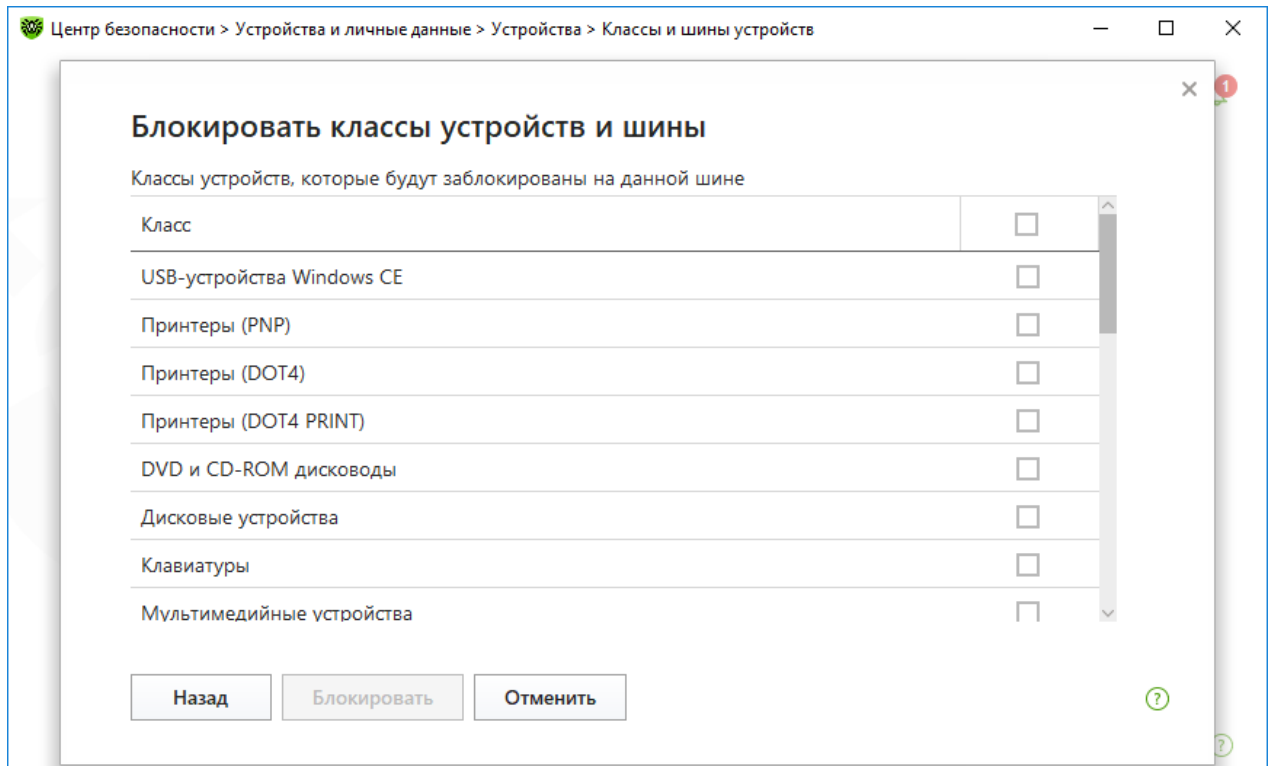 Центр безопасности > Устройства и личные данные > Устройства > Классы и шины устройств
1
Блокировать классы устройств и шины
Классы устройств, которые будут заблокированы на данной шине
Класс
USB-устройства Windows CE
Принтеры (PNP)
Принтеры (DOT4)
Принтеры (DOT4 PRINT)
DVD и CD-ROM дисководы
Дисковые устройства
Клавиатуры
Мультимедийные устройства
Назад Блокировать Отменить ?
?